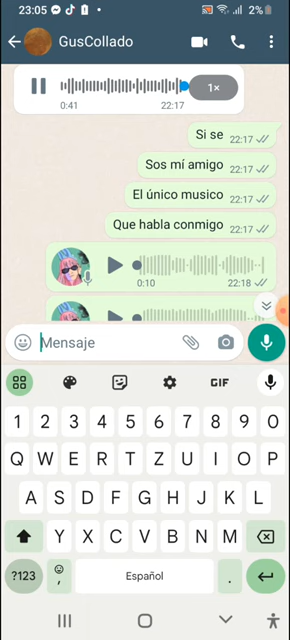 23:05 2%
GusCollado
1×
0:41 22:17
Si se 22:17
Sos mí amigo 22:17
El único musico 22:17
Que habla conmigo 22:17
0:10 22:18
Mensaje
GIF
1 2 3 4 5 6 7 8 9 0
Q W E R T Z U I O P
A S D F G H J K L
Y X C V B N M
?123 , Español .